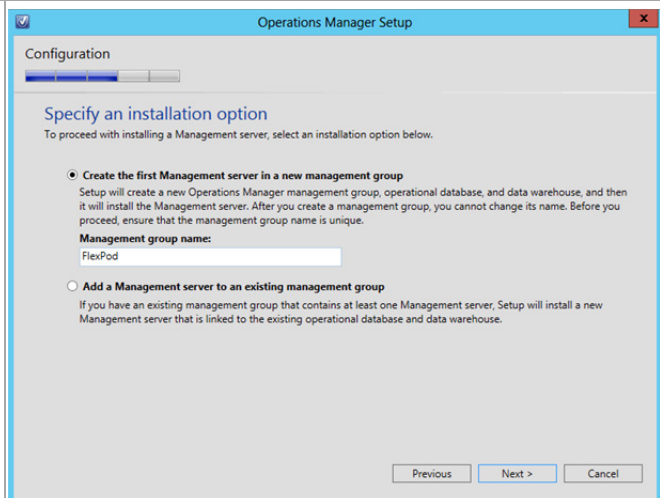 Operations Manager Setup
x
Configuration
Specify an installation option
To proceed with installing a Management server, select an installation option below.
Create the first Management server in a new management group
Setup will create a new Operations Manager management group, operational database, and data warehouse, and then
it will install the Management server. After you create a management group, you cannot change its name. Before you
proceed, ensure that the management group name is unique.
Management group name:
FlexPod
Add a Management server to an existing management group
If you have an existing management group that contains at least one Management server, Setup will install a new
Management server that is linked to the existing operational database and data warehouse.
Previous Next > Cancel